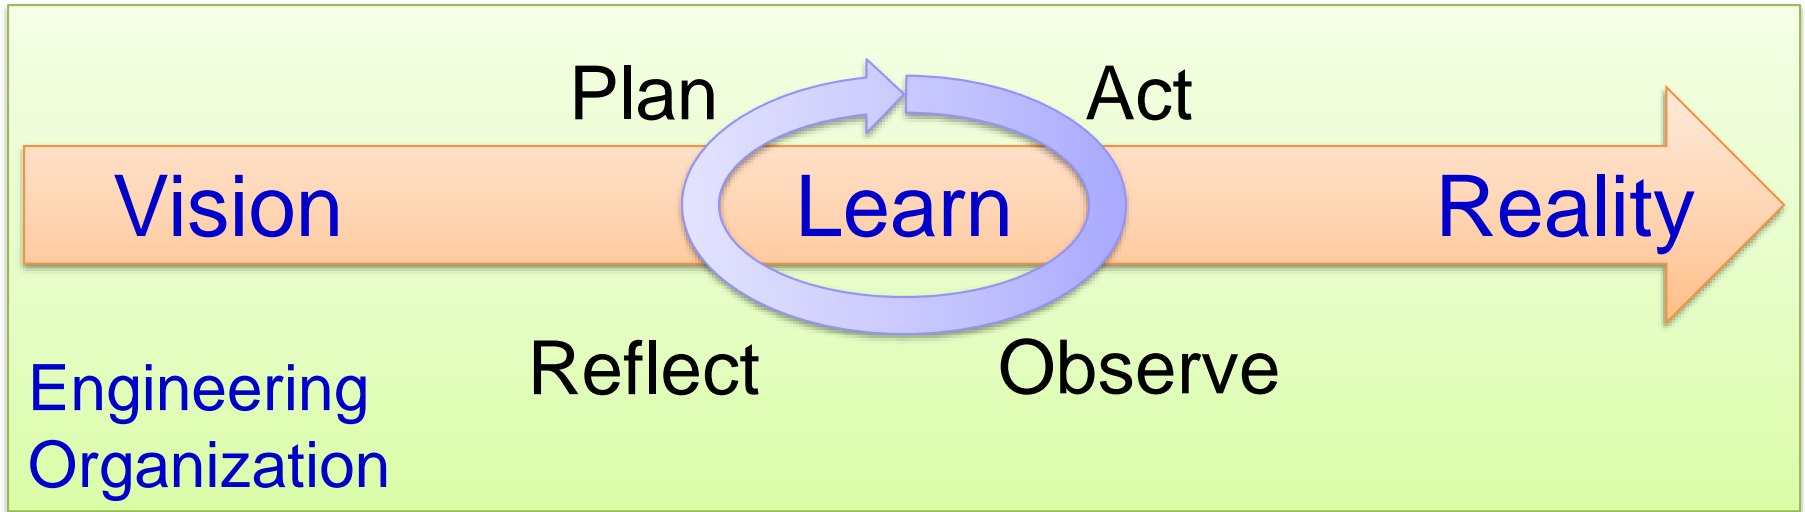 Plan Act
Vision Learn Reality
Reflect Observe
Engineering
Organization